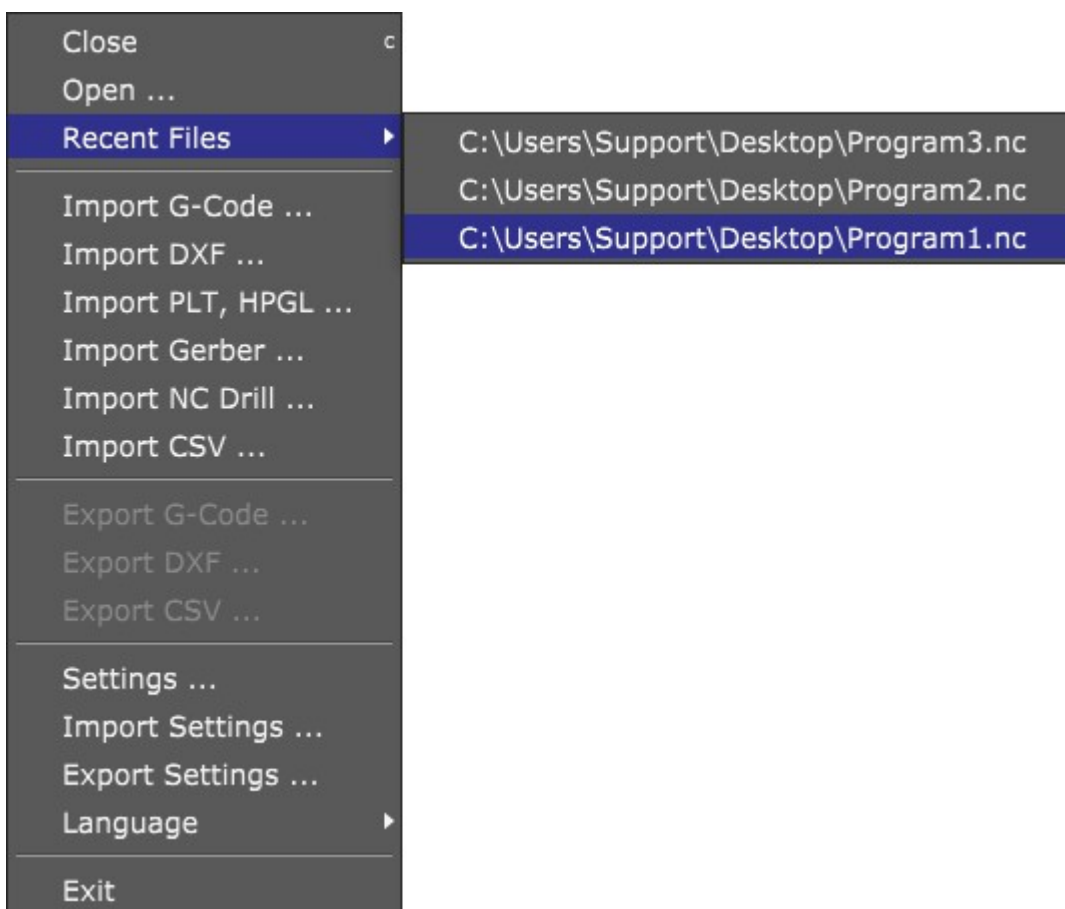 Close c
Open ...
Recent Files
C:\Users\Support\Desktop\Program3.nc
C:\Users\Support\Desktop\Program2.nc
C:\Users\Support\Desktop\Program1.nc
Import G-Code ...
Import DXF ...
Import PLT, HPGL ...
Import Gerber ...
Import NC Drill ...
Import CSV ...
Export G-Code ...
Export DXF ...
Export CSV ...
Settings ...
Import Settings ...
Export Settings ...
Language
Exit